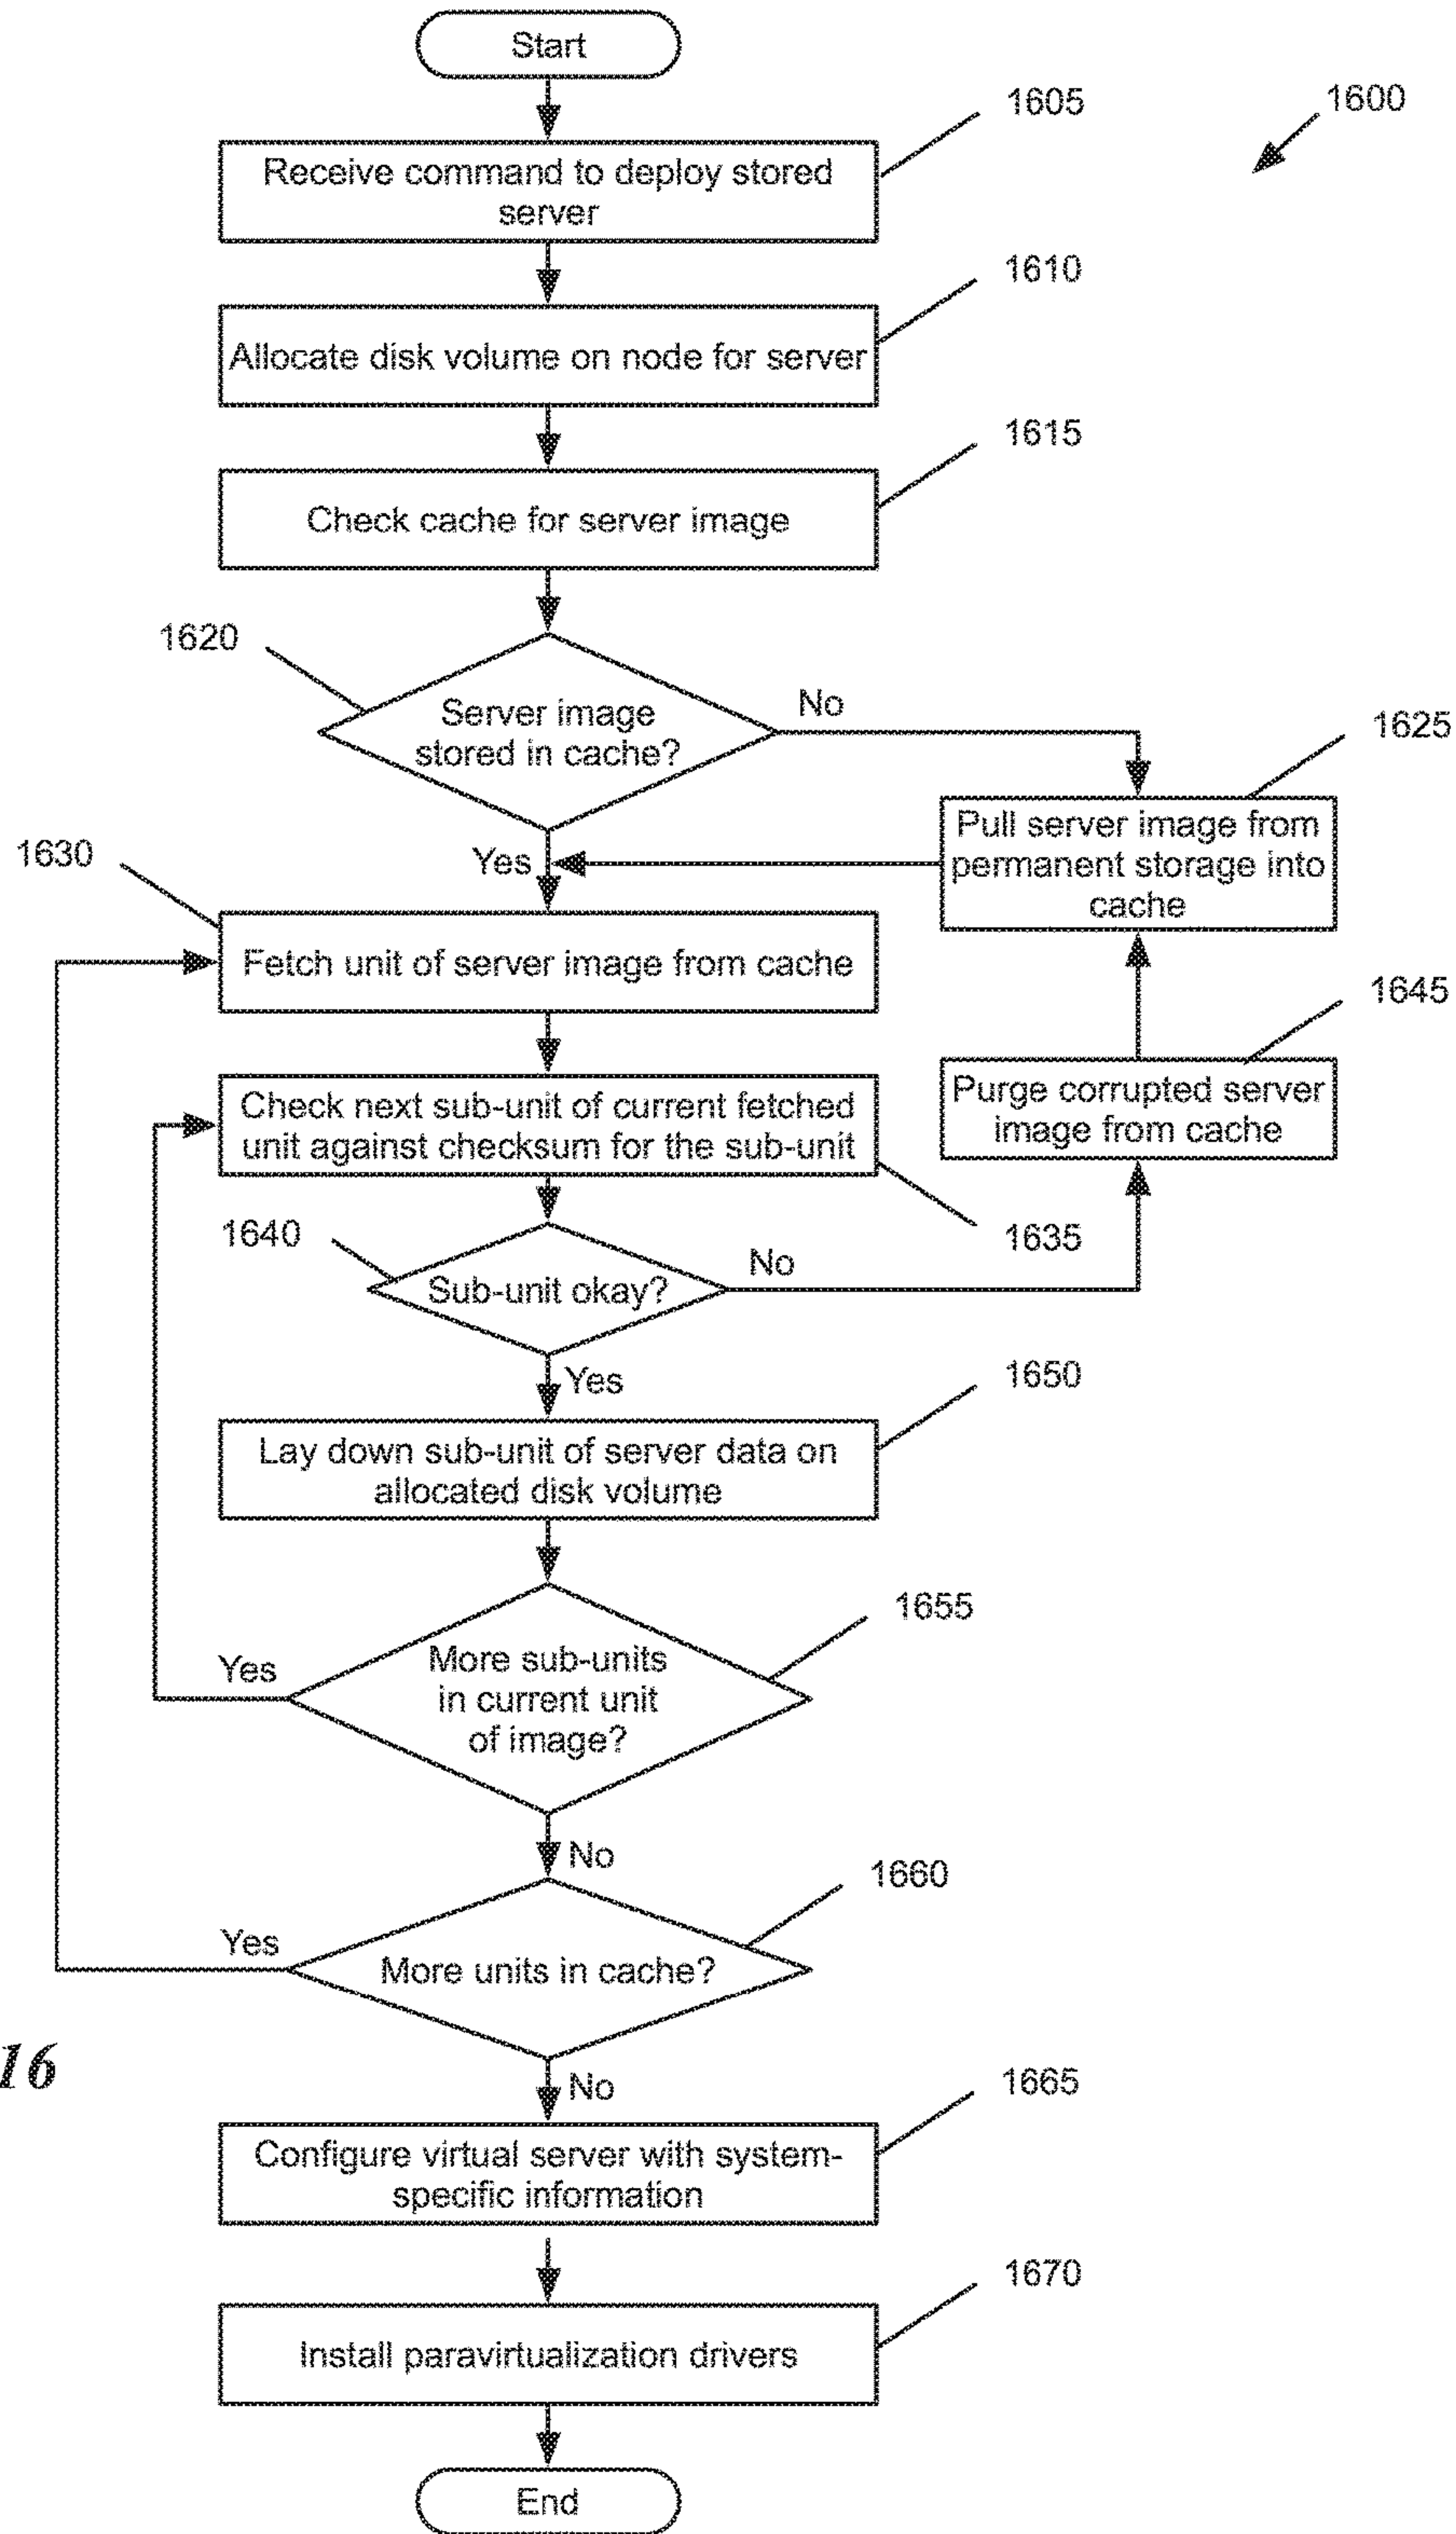 Start
1605
1600
Receive command to deploy stored
server
1610
Allocate disk volume on node for server
1615
Check cache for server image
1620
Server image
stored in cache?
No
1625
Pull server image from
permanent storage into
cache
Yes
1630
Fetch unit of server image from cache
1645
Purge corrupted server
image from cache
Check next sub-unit of current fetched
unit against checksum for the sub-unit
1635
1640
Sub-unit okay?
No
Yes
1650
Lay down sub-unit of server data on
allocated disk volume
1655
More sub-units
in current unit
of image?
Yes
No
1660
More units in cache?
Yes
No
16
1665
Configure virtual server with system-
specific information
1670
Install paravirtualization drivers
End